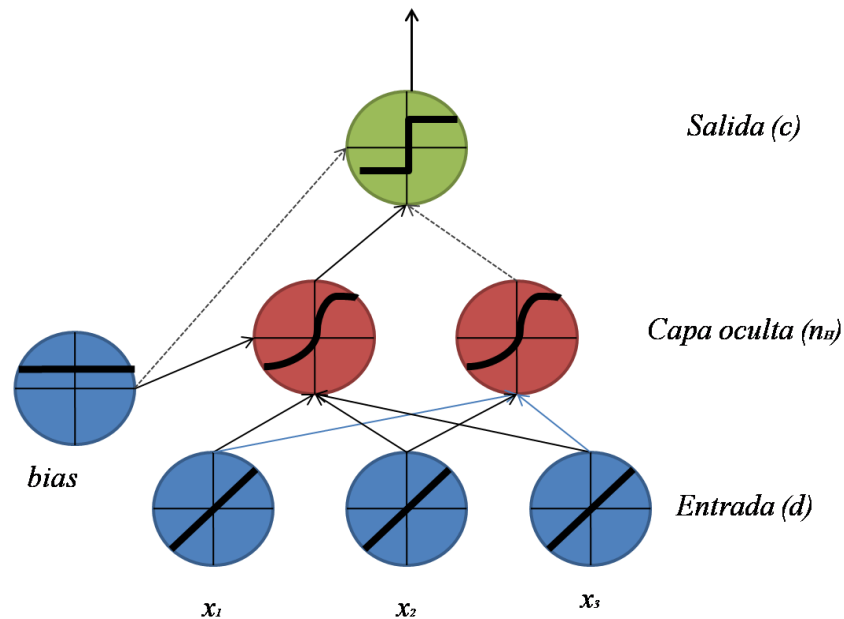 Salida (c)
Capa oculta (nH)
bias
Entrada (d)
x1 x2 x3